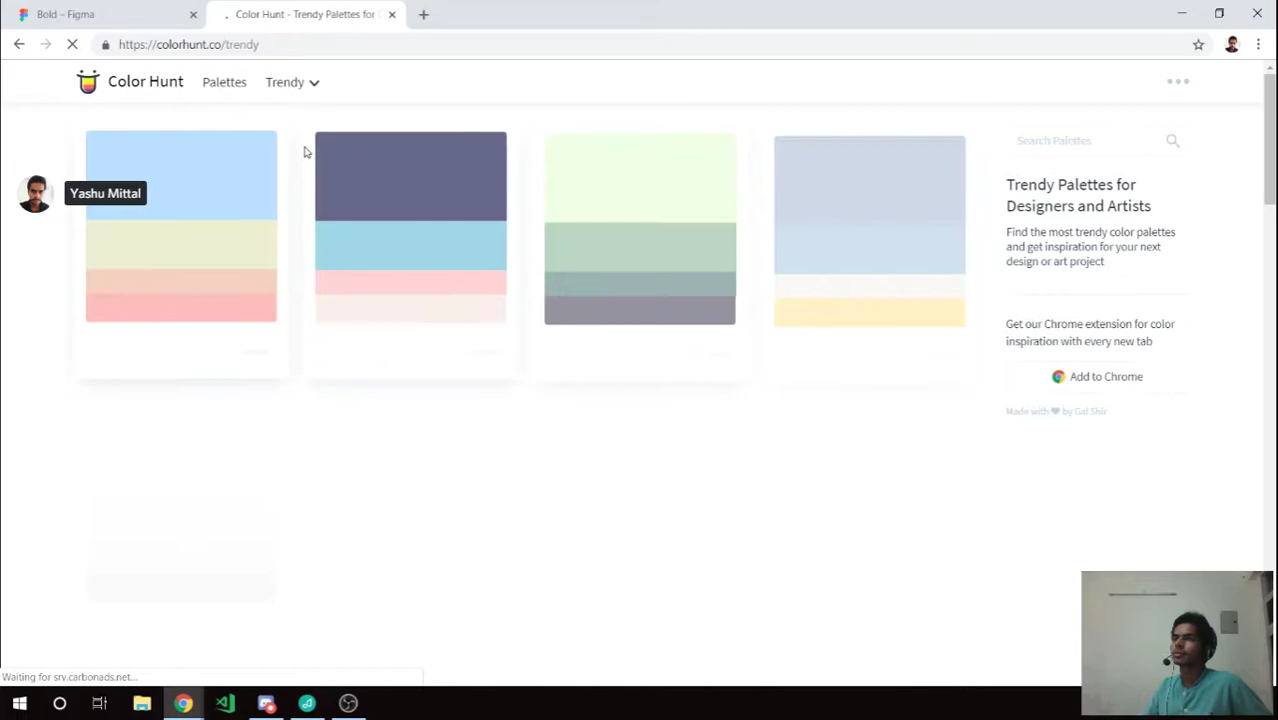 Bold – Figma
Color Hunt - Trendy Palettes for
https://colorhunt.co/trendy
Color Hunt
Palettes
Trendy
Search Palettes
Yashu Mittal
Trendy Palettes for
Designers and Artists
Find the most trendy color palettes
and get inspiration for your next
design or art project
Get our Chrome extension for color
inspiration with every new tab
Add to Chrome
Made with ❤ by Gal Shir
Waiting for srv.carbonads.net...